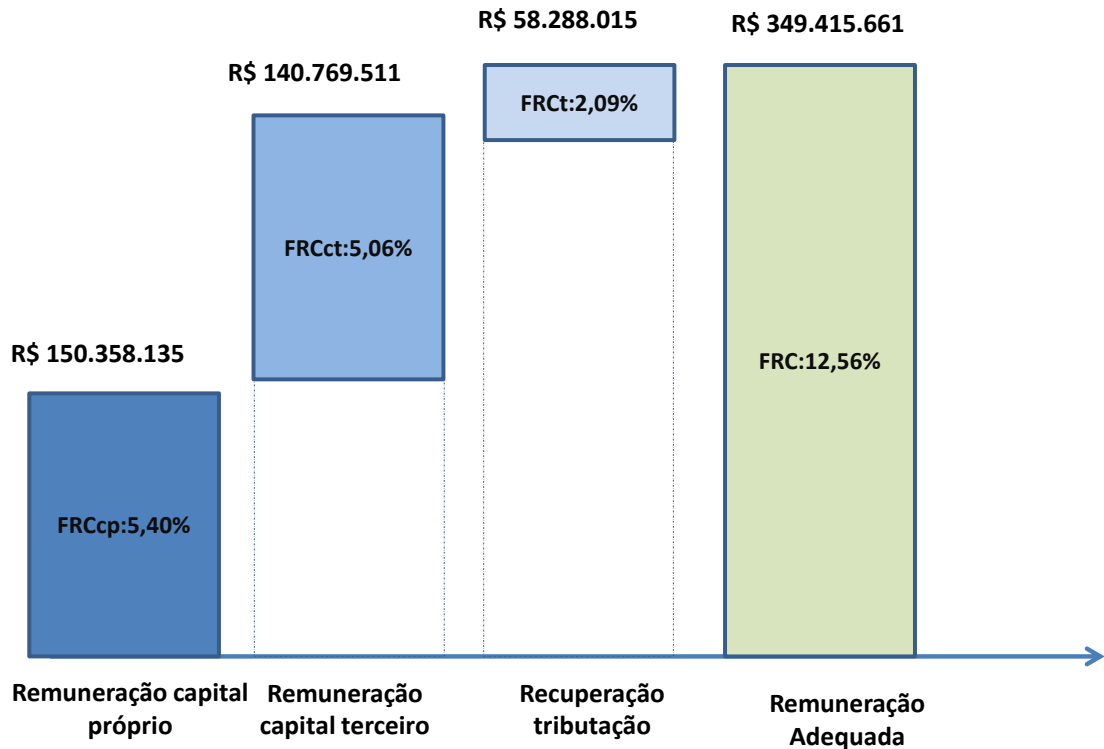 R$ 58.288.015
R$ 349.415.661
R$ 140.769.511
FRCt:2,09%
FRCct:5,06%
R$ 150.358.135
FRC:12,56%
FRCcp:5,40%
Remuneração capital
próprio
Remuneração
capital terceiro
Recuperação
tributação
Remuneração
Adequada